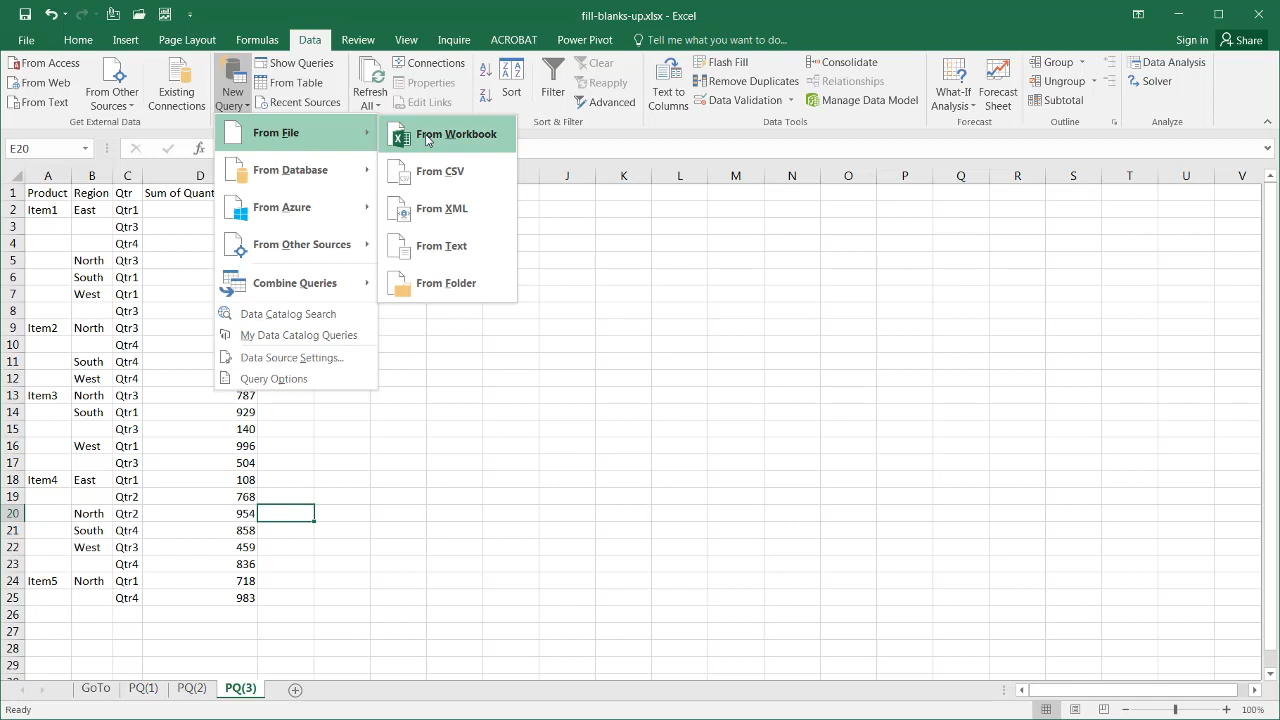 fill-blanks-up.xlsx - Excel
File Home Insert Page Layout Formulas Data Review View Inquire ACROBAT Power Pivot Tell me what you want to do... Sign in Share
From Access
From Web
From Text
From Other
Sources
Existing
Connections
Get External Data
New
Query
Show Queries
From Table
Recent Sources
Refresh
All
Connections
Properties
Edit Links
Sort
Filter
Clear
Reapply
Advanced
Sort & Filter
Text to
Columns
Flash Fill
Remove Duplicates
Data Validation
Consolidate
Relationships
Manage Data Model
Data Tools
What-If
Analysis
Forecast
Sheet
Forecast
Group
Ungroup
Subtotal
Outline
Data Analysis
Solver
Analyze
From File
From Database
From Azure
From Other Sources
Combine Queries
Data Catalog Search
My Data Catalog Queries
Data Source Settings...
Query Options
From Workbook
From CSV
From XML
From Text
From Folder
E20 fx
A B C D J K L M N O P Q R S T U V
1 Product Region Qtr Sum of Quant
2 Item1 East Qtr1
3 Qtr3
4 Qtr4
5 North Qtr3
6 South Qtr1
7 West Qtr1
8 Qtr3
9 Item2 North Qtr3
10 Qtr4
11 South Qtr4
12 West Qtr4
13 Item3 North Qtr3 787
14 South Qtr1 929
15 Qtr3 140
16 West Qtr1 996
17 Qtr3 504
18 Item4 East Qtr1 108
19 Qtr2 768
20 North Qtr2 954
21 South Qtr4 858
22 West Qtr3 459
23 Qtr4 836
24 Item5 North Qtr1 718
25 Qtr4 983
26
27
28
29
GoTo PQ(1) PQ(2) PQ(3)
Ready 100%